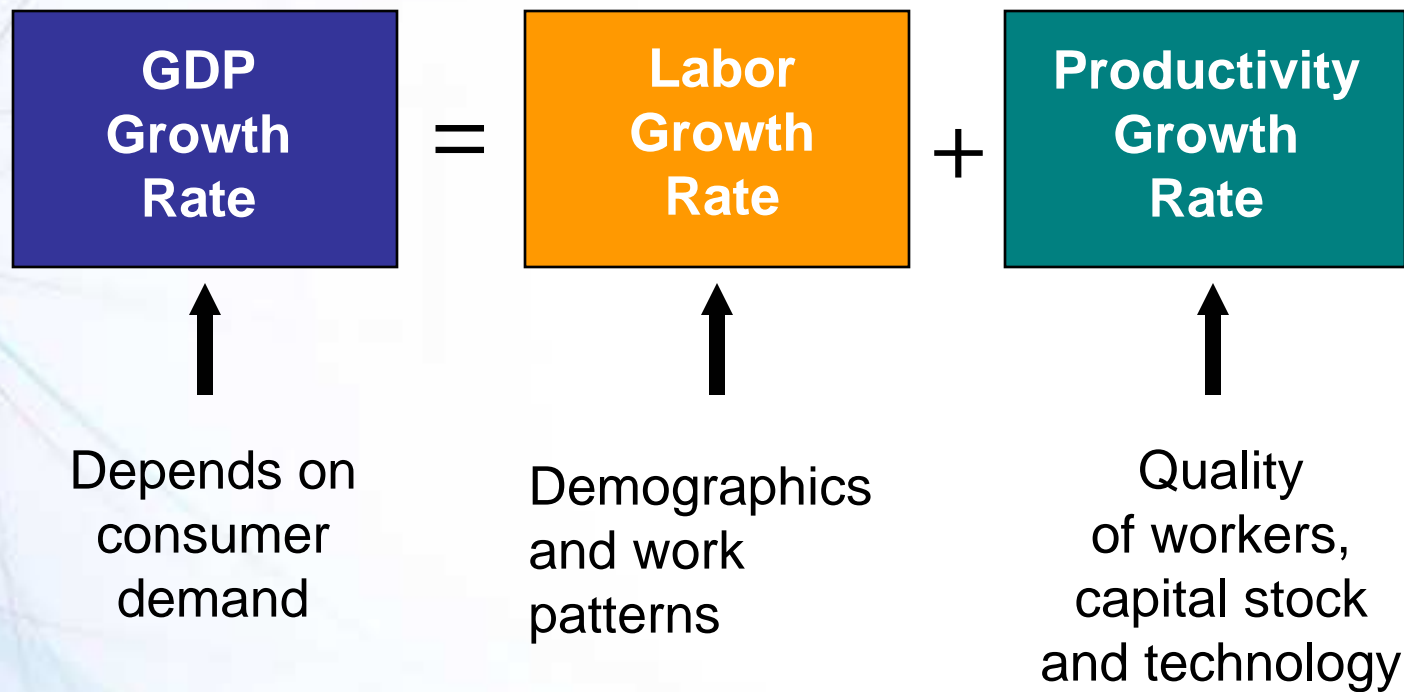 GDP
Growth
Rate
=
Labor
Growth
Rate
+
Productivity
Growth
Rate
Depends on
consumer
demand
Demographics
and work
patterns
Quality
of workers,
capital stock
and technology